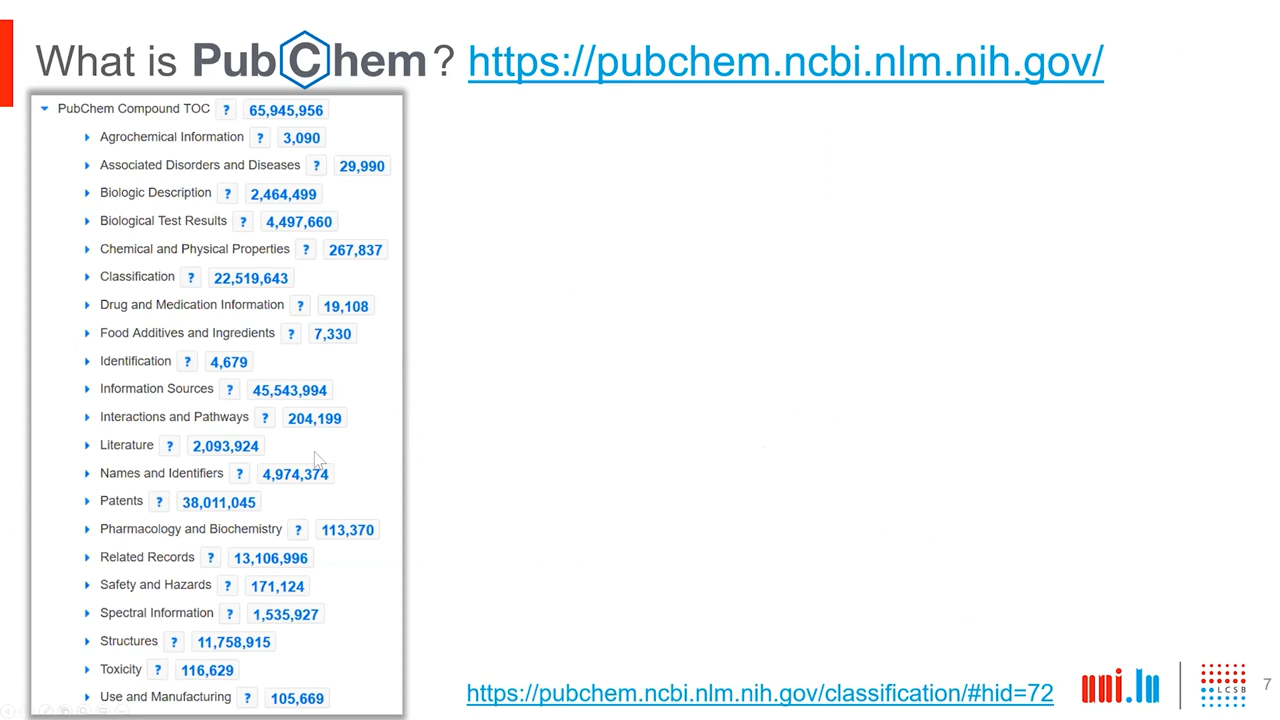 What is PubChem? https://pubchem.ncbi.nlm.nih.gov/
PubChem Compound TOC ? 65,945,956
Agrochemical Information ? 3,090
Associated Disorders and Diseases ? 29,990
Biologic Description ? 2,464,499
Biological Test Results ? 4,497,660
Chemical and Physical Properties ? 267,837
Classification ? 22,519,643
Drug and Medication Information ? 19,108
Food Additives and Ingredients ? 7,330
Identification ? 4,679
Information Sources ? 45,543,994
Interactions and Pathways ? 204,199
Literature ? 2,093,924
Names and Identifiers ? 4,974,374
Patents ? 38,011,045
Pharmacology and Biochemistry ? 113,370
Related Records ? 13,106,996
Safety and Hazards ? 171,124
Spectral Information ? 1,535,927
Structures ? 11,758,915
Toxicity ? 116,629
Use and Manufacturing ? 105,669
https://pubchem.ncbi.nlm.nih.gov/classification/#hid=72
uni.lu
LCSB
7